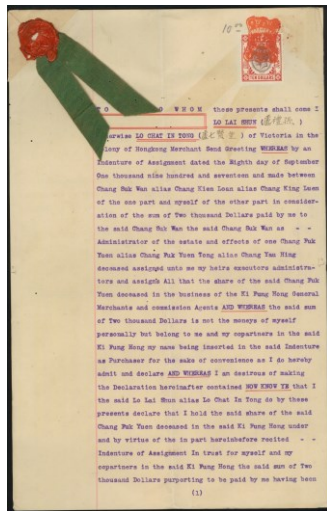 10.00
TO WHOM these presents shall come I
LO LAI SHUN (
otherwise LO CHAT IN TONG ( ) of Victoria in the
Colony of Hongkong Merchant Send Greeting WHEREAS by an
Indenture of Assignment dated the Eighth day of September
One thousand nine hundred and seventeen and made between
Chang Suk Wan alias Chang Kien Loan alias Chang King Luen
of the one part and myself of the other part in consider-
ation of the sum of Two thousand Dollars paid by me to
the said Chang Suk Wan the said Chang Suk Wan as - -
Administrator of the estate and effects of one Chang Fuk
Yuen alias Chang Fuk Yuen Tong alias Chang Yau Hing
deceased assigned unto me my heirs executors administra-
tors and assigns All that the share of the said Chang Fuk
Yuen deceased in the business of the Ki Fung Hong General
Merchants and commission Agents AND WHEREAS the said sum
of Two thousand Dollars is not the moneys of myself
personally but belong to me and my copartners in the said
Ki Fung Hong my name being inserted in the said Indenture
as Purchaser for the sake of convenience as I do hereby
admit and declare AND WHEREAS I am desirous of making
the Declaration hereinafter contained NOW KNOW YE that I
the said Lo Lai Shun alias Lo Chat In Tong do by these
presents declare that I hold the said share of the said
Chang Fuk Yuen deceased in the said Ki Fung Hong under
and by virtue of the in part hereinbefore recited - -
Indenture of Assignment In trust for myself and my
copartners in the said Ki Fung Hong the said sum of Two
thousand Dollars purporting to be paid by me having been
(1)